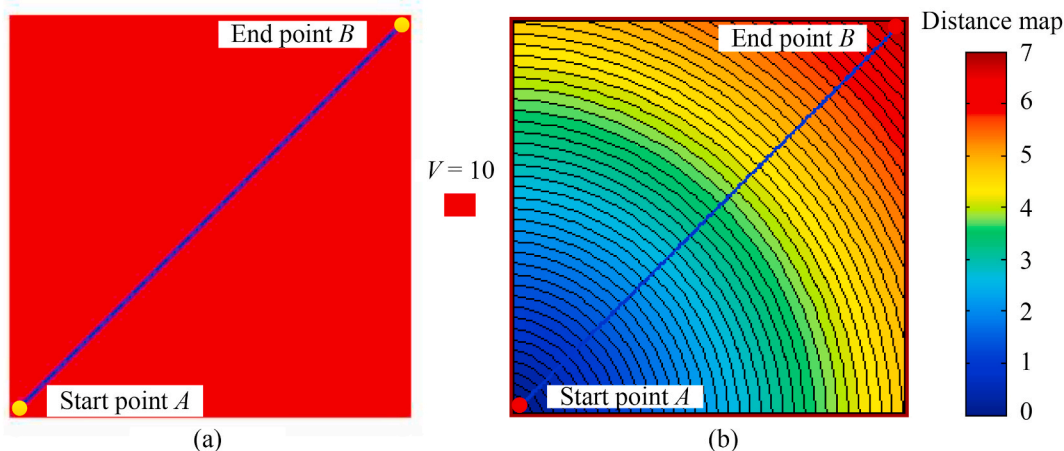 End point B
Start point A
(a)
V = 10
End point B
Start point A
(b)
Distance map
7
6
5
4
3
2
1
0